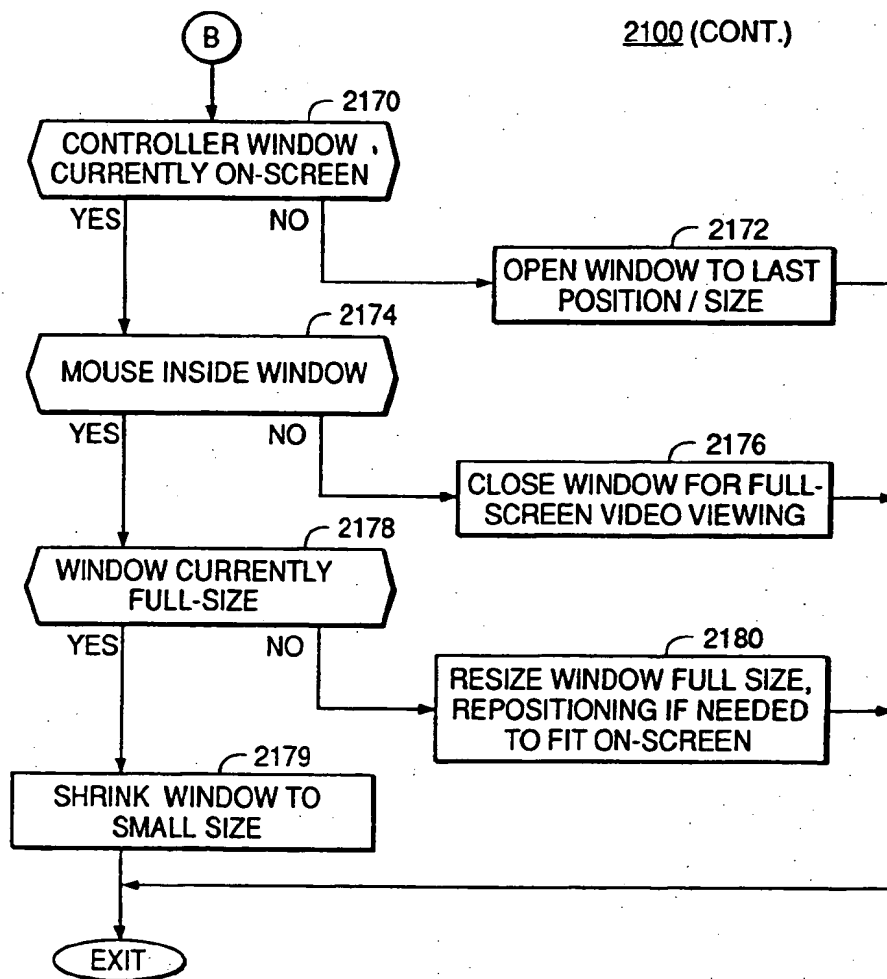 B
2100 (CONT.)
2170
CONTROLLER WINDOW
CURRENTLY ON-SCREEN
YES
NO
2172
OPEN WINDOW TO LAST
POSITION / SIZE
2174
MOUSE INSIDE WINDOW
YES
NO
2176
CLOSE WINDOW FOR FULL-
SCREEN VIDEO VIEWING
2178
WINDOW CURRENTLY
FULL-SIZE
YES
NO
2180
RESIZE WINDOW FULL SIZE,
REPOSITIONING IF NEEDED
TO FIT ON-SCREEN
2179
SHRINK WINDOW TO
SMALL SIZE
EXIT